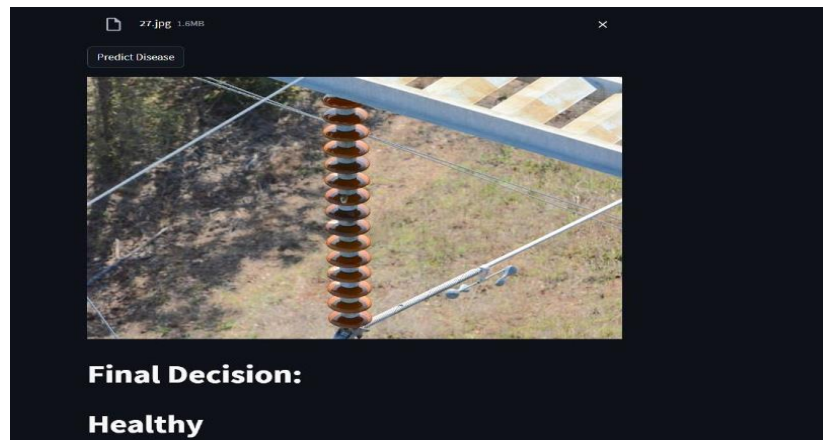 27.jpg 1.6MB ×
Predict Disease
Final Decision:
Healthy